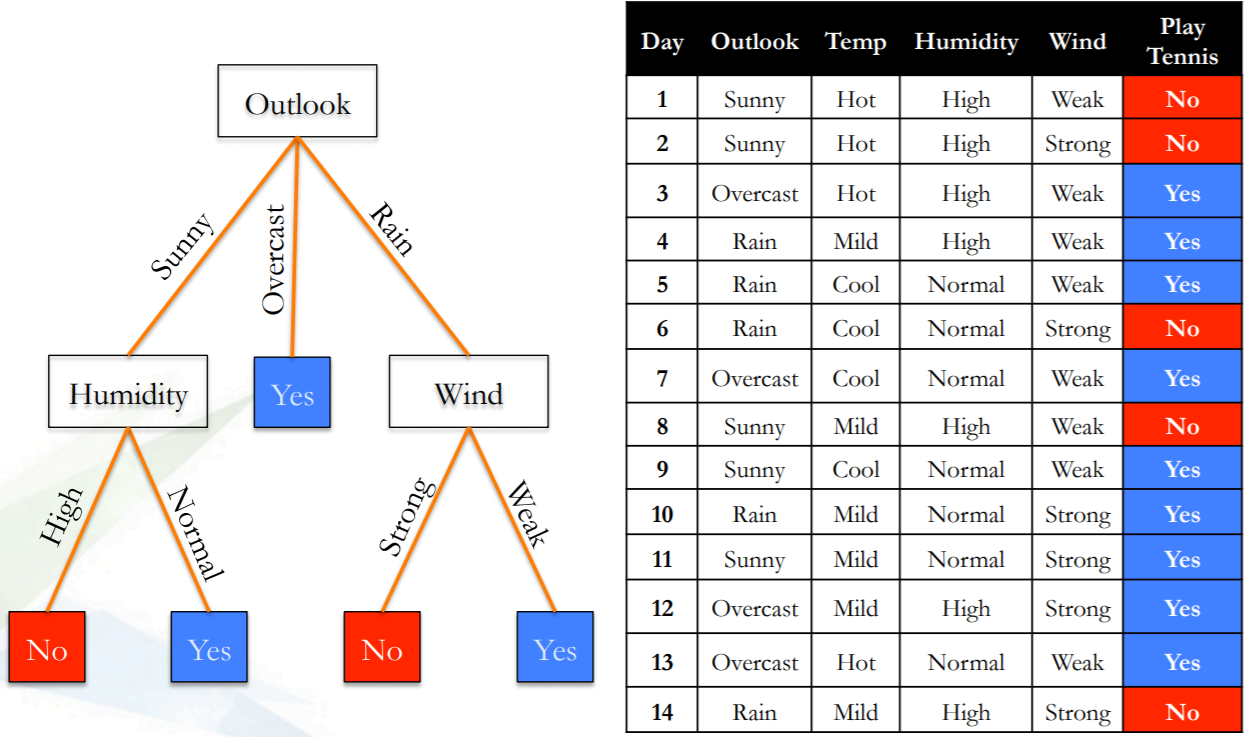 Outlook
Sunny
Overcast
Rain
Humidity
Yes
Wind
High
Normal
Strong
Weak
No
Yes
No
Yes
Day Outlook Temp Humidity Wind Play Tennis
1 Sunny Hot High Weak No
2 Sunny Hot High Strong No
3 Overcast Hot High Weak Yes
4 Rain Mild High Weak Yes
5 Rain Cool Normal Weak Yes
6 Rain Cool Normal Strong No
7 Overcast Cool Normal Weak Yes
8 Sunny Mild High Weak No
9 Sunny Cool Normal Weak Yes
10 Rain Mild Normal Strong Yes
11 Sunny Mild Normal Strong Yes
12 Overcast Mild High Strong Yes
13 Overcast Hot Normal Weak Yes
14 Rain Mild High Strong No